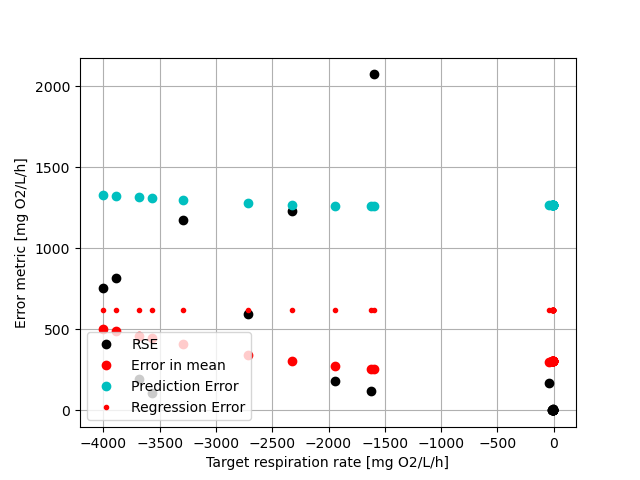 2000
1500
1000
500
0
Error metric [mg O2/L/h]
RSE
Error in mean
Prediction Error
Regression Error
−4000 −3500 −3000 −2500 −2000 −1500 −1000 −500 0
Target respiration rate [mg O2/L/h]